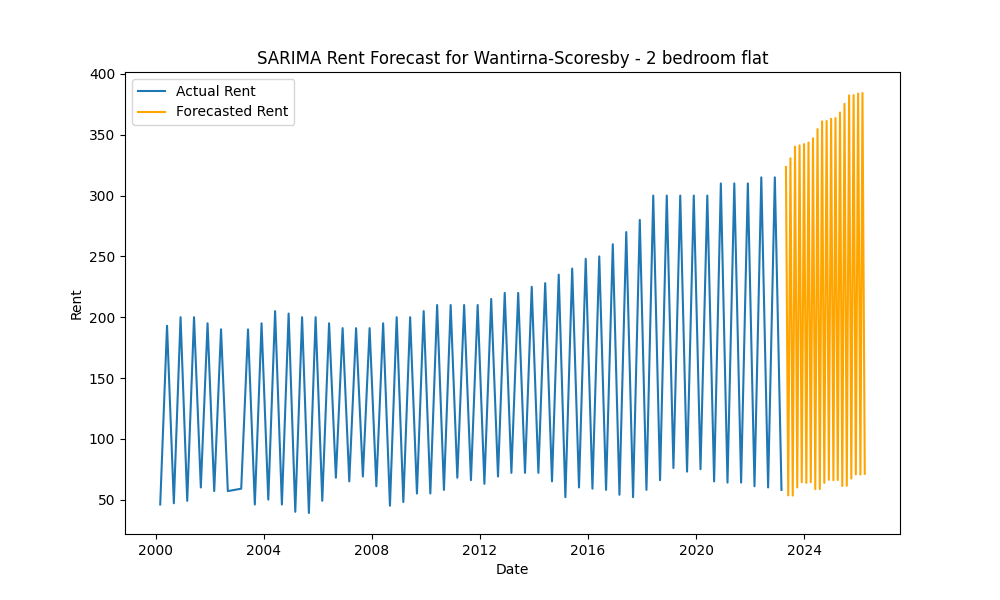 SARIMA Rent Forecast for Wantirna-Scoresby - 2 bedroom flat
Actual Rent
Forecasted Rent
400
350
300
250
200
150
100
50
Rent
2000 2004 2008 2012 2016 2020 2024
Date